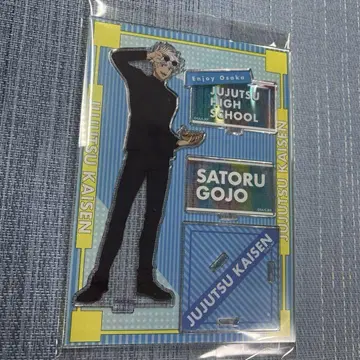 Enjoy Osaka
JUJUTSU
HIGH
SCHOOL
SATORU
GOJO
JUJUTSU KAISEN
JUJUTSU KAISEN
JUJUTSU KAISEN